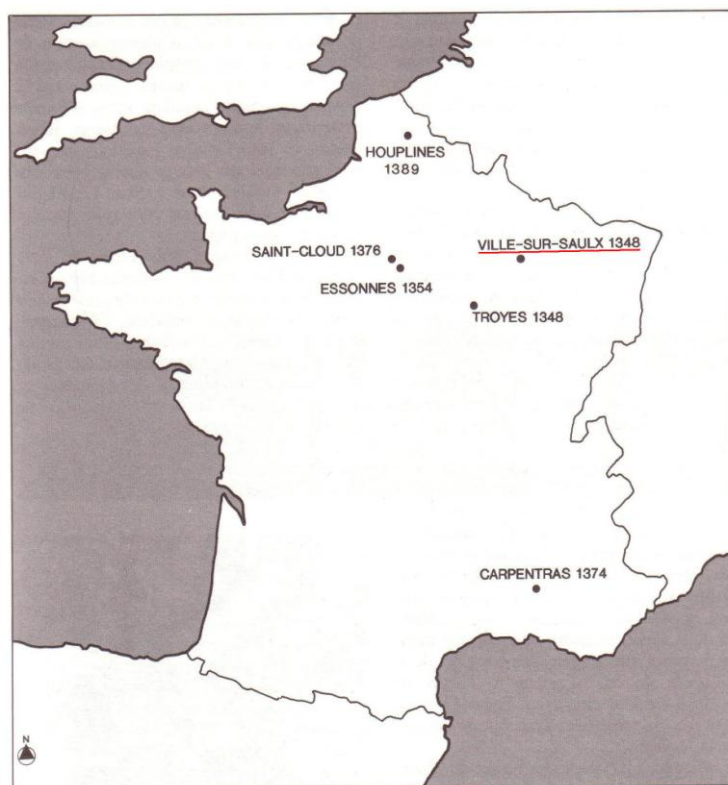 HOUPLINES
1389
SAINT-CLOUD 1376
VILLE-SUR-SAULX 1348
ESSONNES 1354
TROYES 1348
CARPENTRAS 1374
N